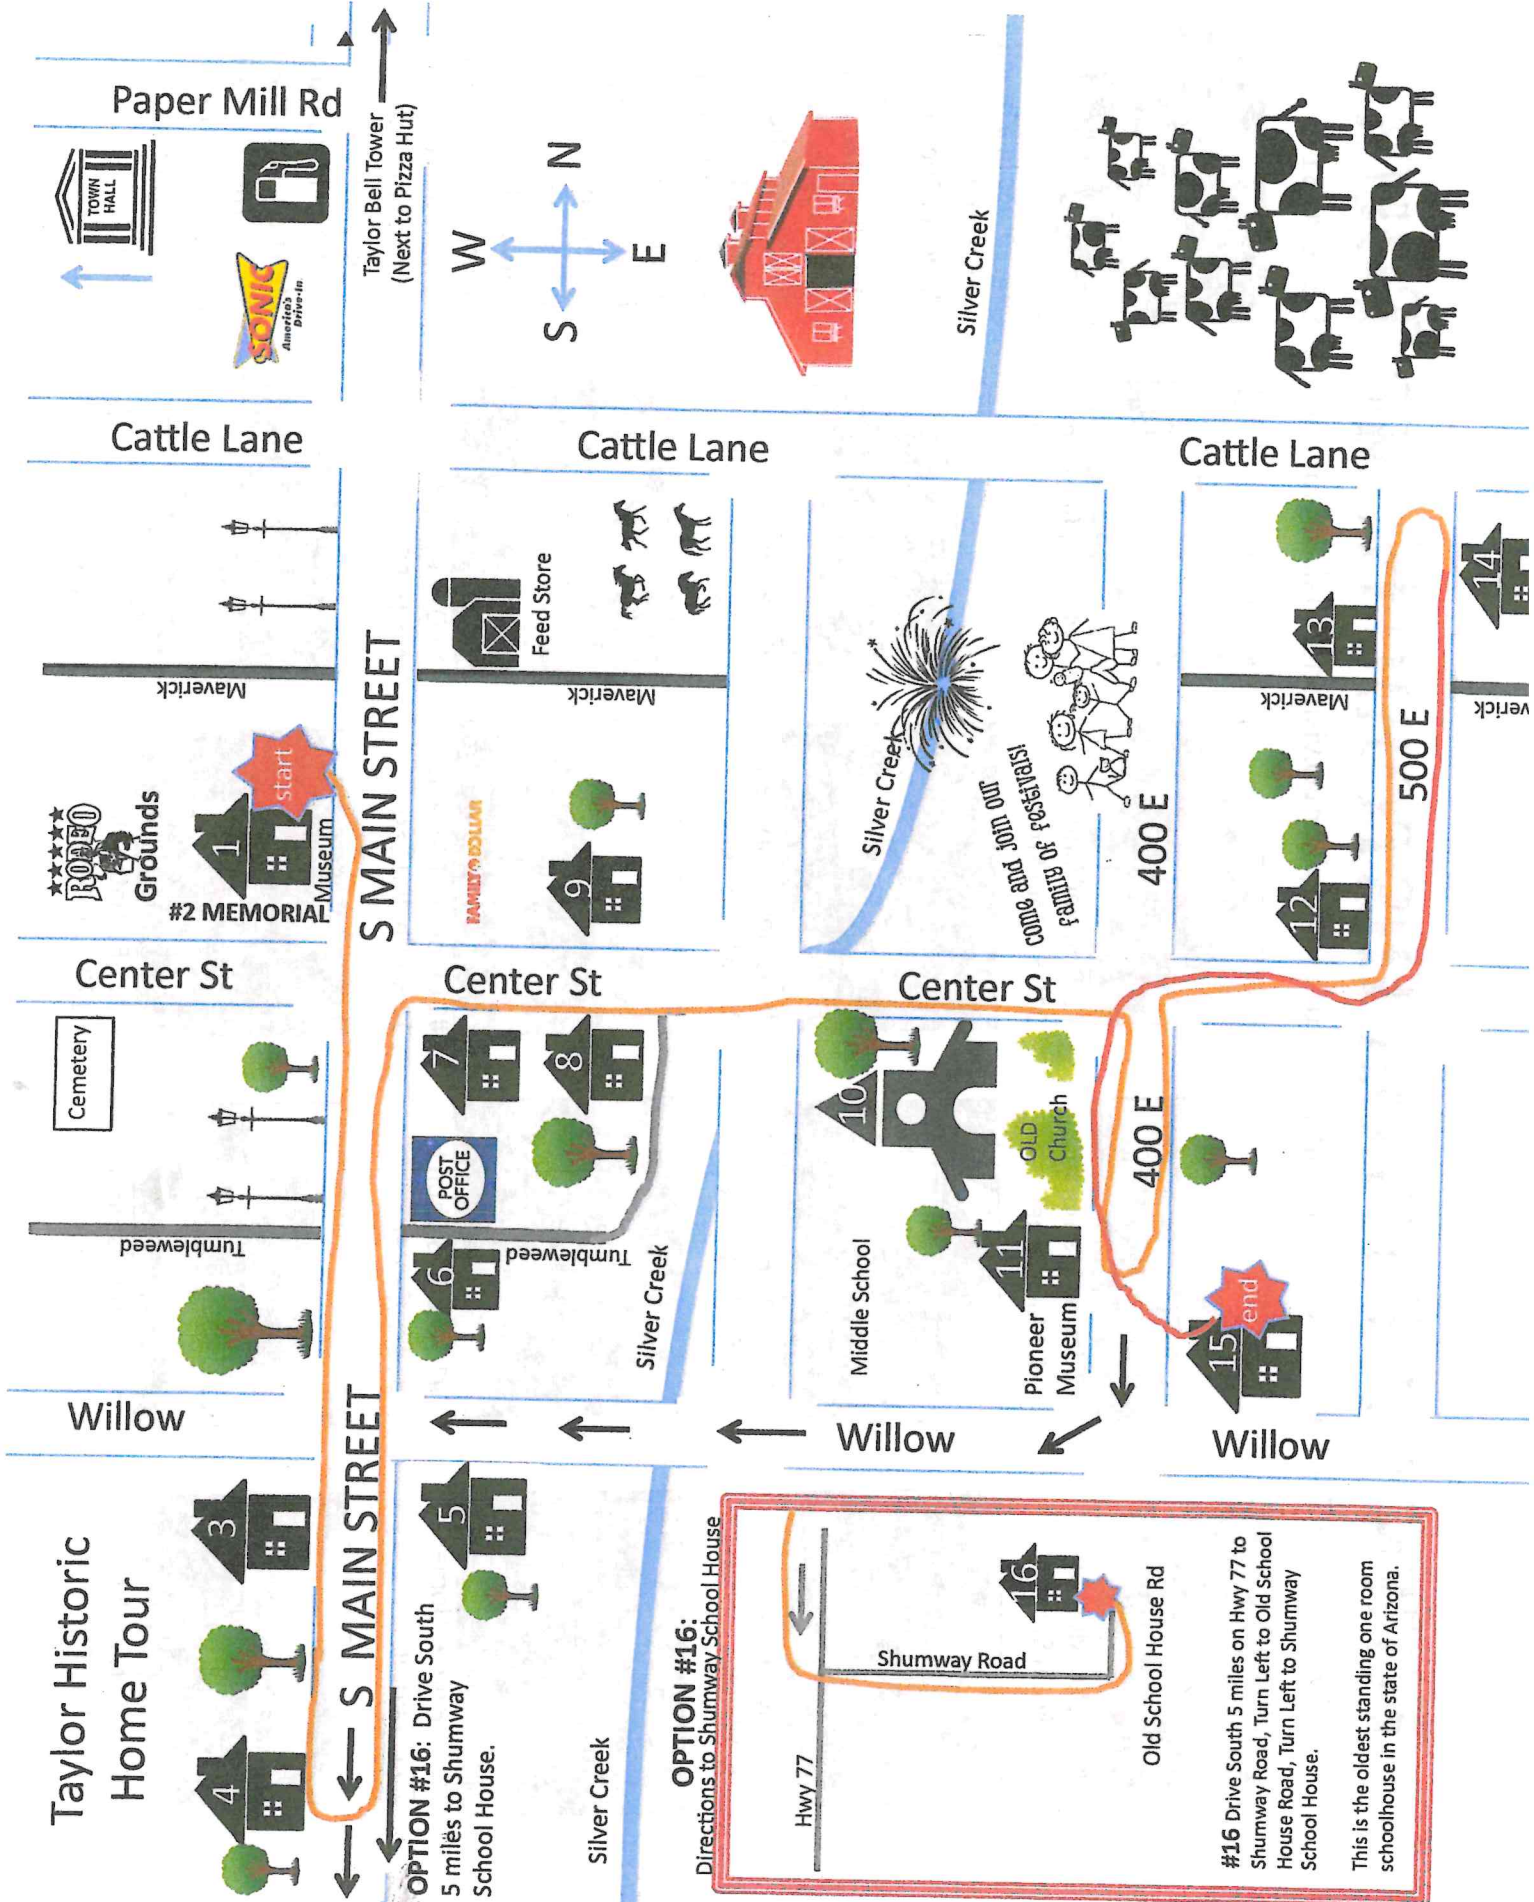 Taylor Historic
Home Tour
4
3
Willow
Tumbleweed
Cemetery
Center St
RODEO
Grounds
1
start
Museum
#2 MEMORIAL
Maverick
Cattle Lane
TOWN
HALL
SONIC
America's
Drive-In
Paper Mill Rd
S MAIN STREET
S MAIN STREET
Taylor Bell Tower
(Next to Pizza Hut)
OPTION #16: Drive South
5 miles to Shumway
School House.
5
6
POST
OFFICE
7
8
Tumbleweed
Silver Creek
Center St
FAMILY DOLLAR
9
Feed Store
Maverick
Cattle Lane
W
S
N
E
Silver Creek
OPTION #16:
Directions to Shumway School House
Hwy 77
Shumway Road
16
Old School House Rd
#16 Drive South 5 miles on Hwy 77 to
Shumway Road, Turn Left to Old School
House Road, Turn Left to Shumway
School House.
This is the oldest standing one room
schoolhouse in the state of Arizona.
Willow
Middle School
Pioneer
Museum
11
10
OLD
Church
Center St
Silver Creek
Come and join our
Family of Festivals!
Silver Creek
400 E
400 E
Willow
15
end
12
13
Maverick
Cattle Lane
500 E
14
verick